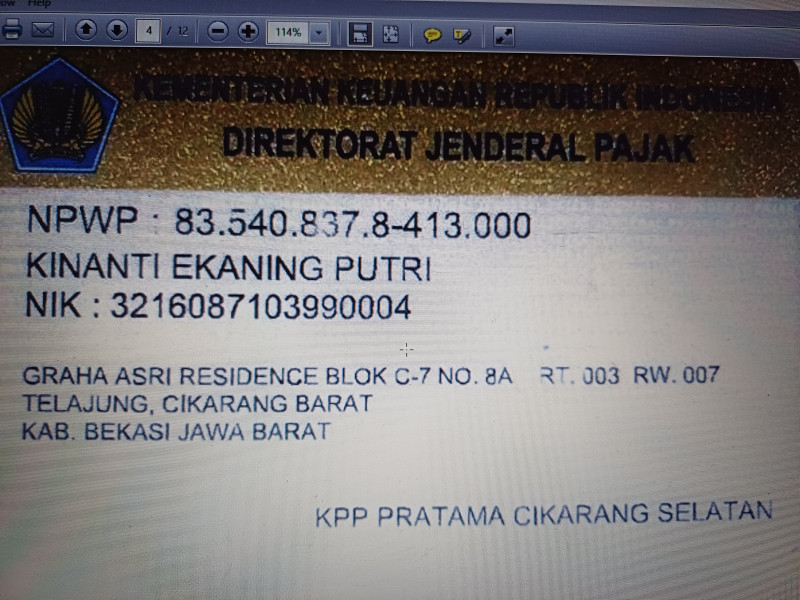 ow Help
4 / 12
114%
KEMENTERIAN KEUANGAN REPUBLIK INDONESIA
DIREKTORAT JENDERAL PAJAK
NPWP : 83.540.837.8-413.000
KINANTI EKANING PUTRI
NIK : 3216087103990004
GRAHA ASRI RESIDENCE BLOK C-7 NO. 8A RT. 003 RW. 007
TELAJUNG, CIKARANG BARAT
KAB. BEKASI JAWA BARAT
KPP PRATAMA CIKARANG SELATAN